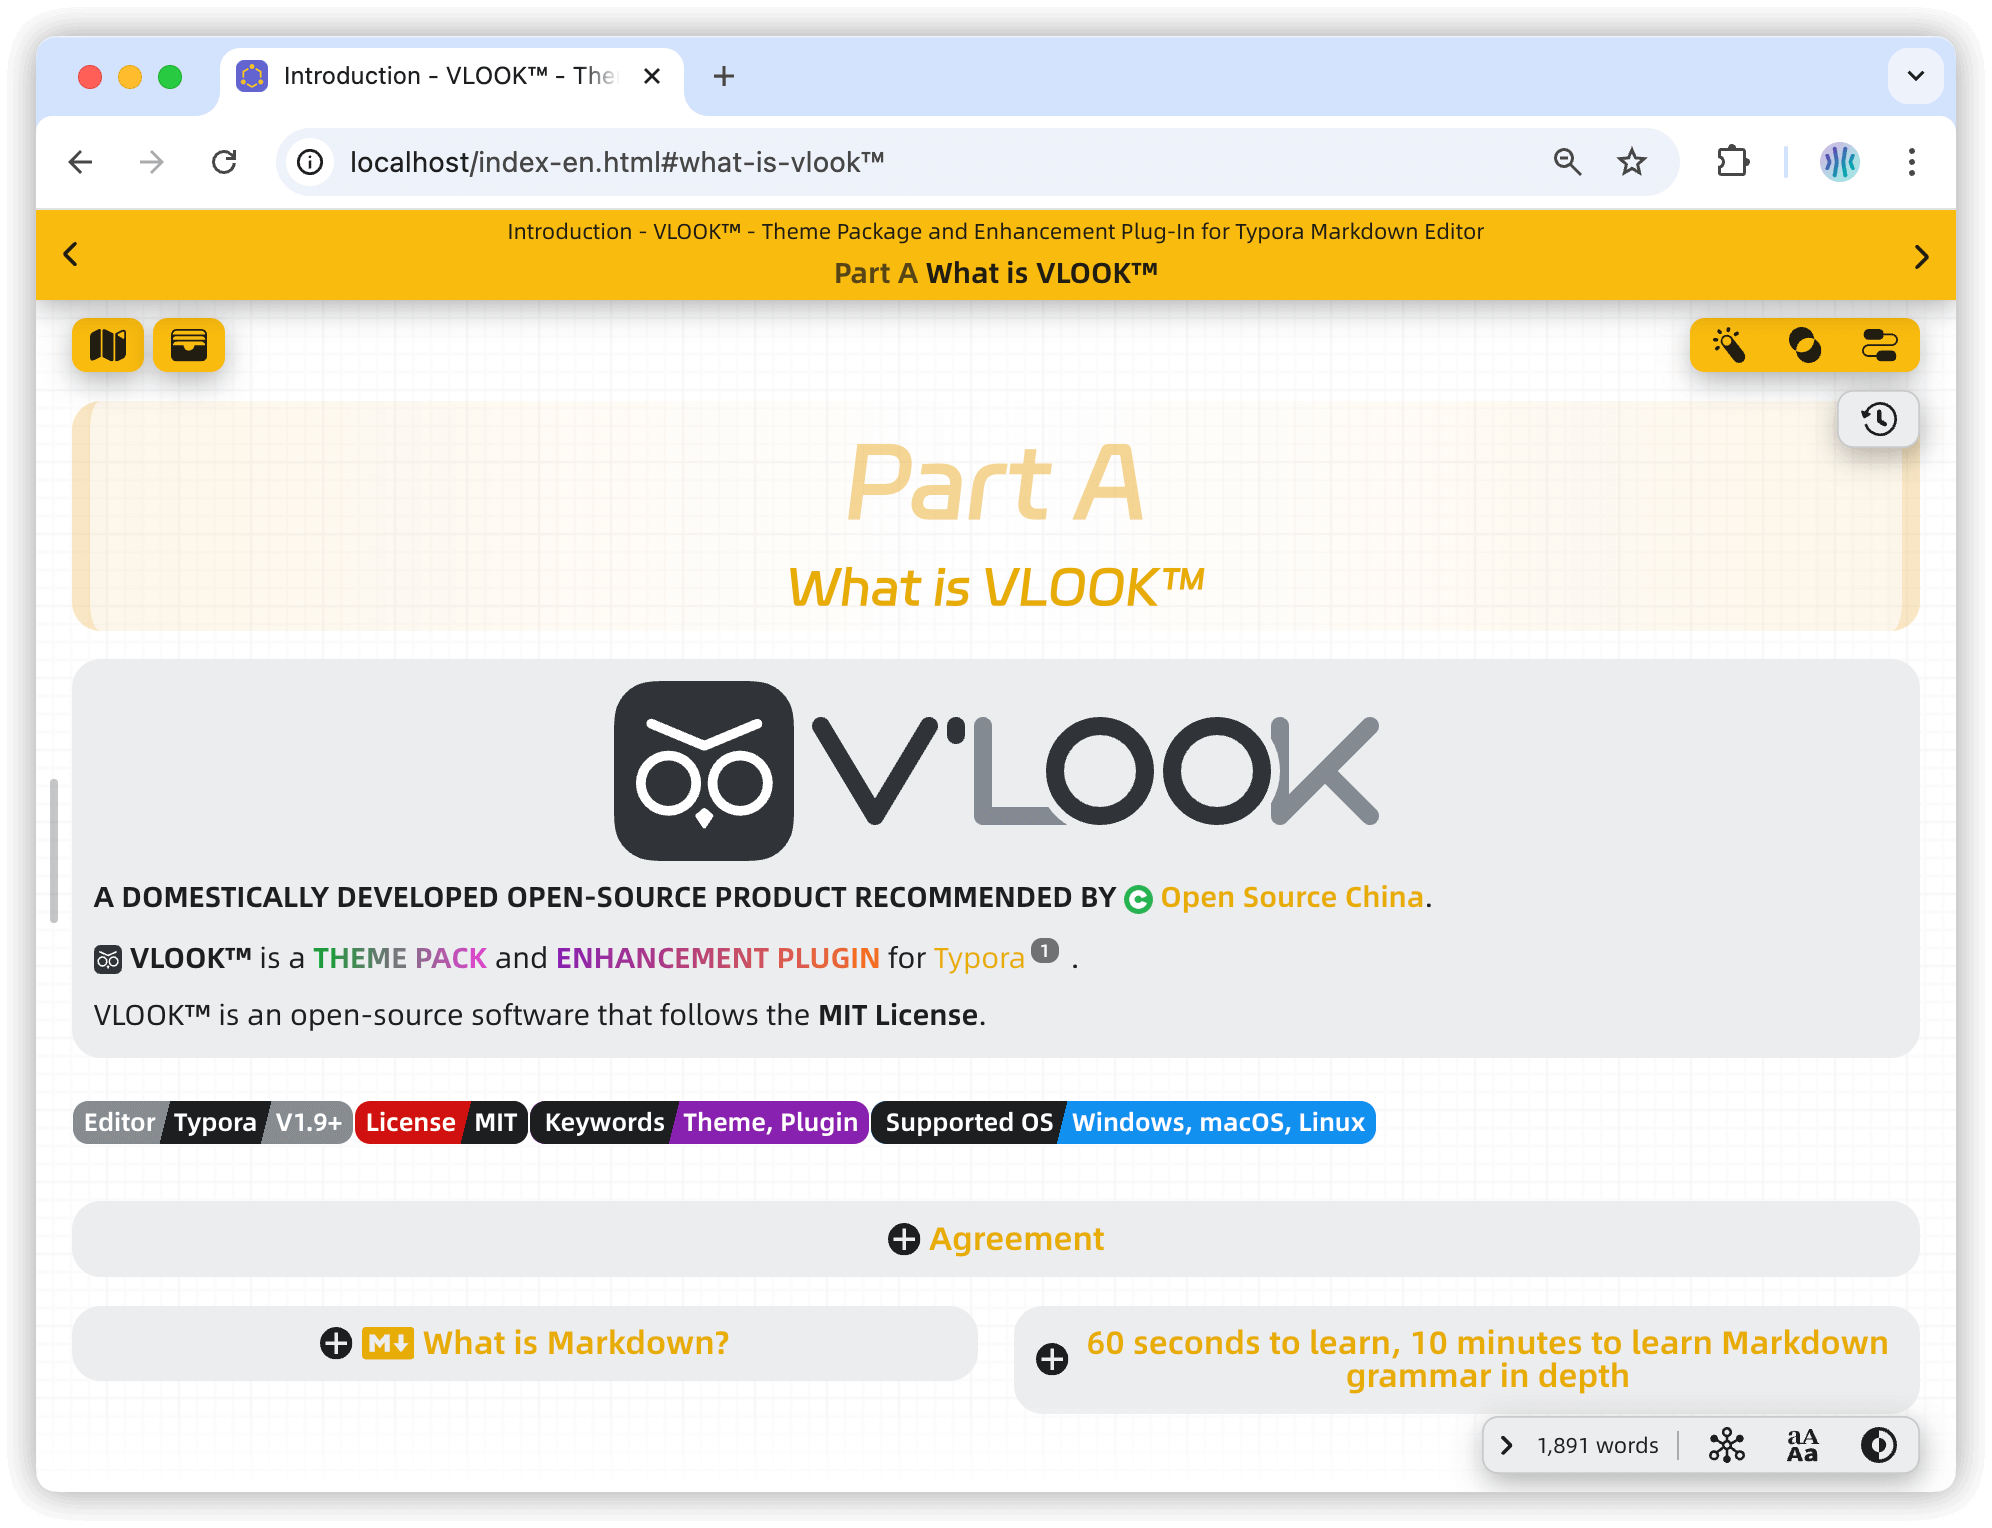 Introduction - VLOOK™ - The
localhost/index-en.html#what-is-vlook™
Introduction - VLOOK™ - Theme Package and Enhancement Plug-In for Typora Markdown Editor
Part A What is VLOOK™
Part A
What is VLOOK™
V'LOOK
A DOMESTICALLY DEVELOPED OPEN-SOURCE PRODUCT RECOMMENDED BY C Open Source China.
VLOOK™ is a THEME PACK and ENHANCEMENT PLUGIN for Typora 1 .
VLOOK™ is an open-source software that follows the MIT License.
Editor Typora V1.9+ License MIT Keywords Theme, Plugin Supported OS Windows, macOS, Linux
Agreement
M↓ What is Markdown?
60 seconds to learn, 10 minutes to learn Markdown
grammar in depth
1,891 words aA Aa